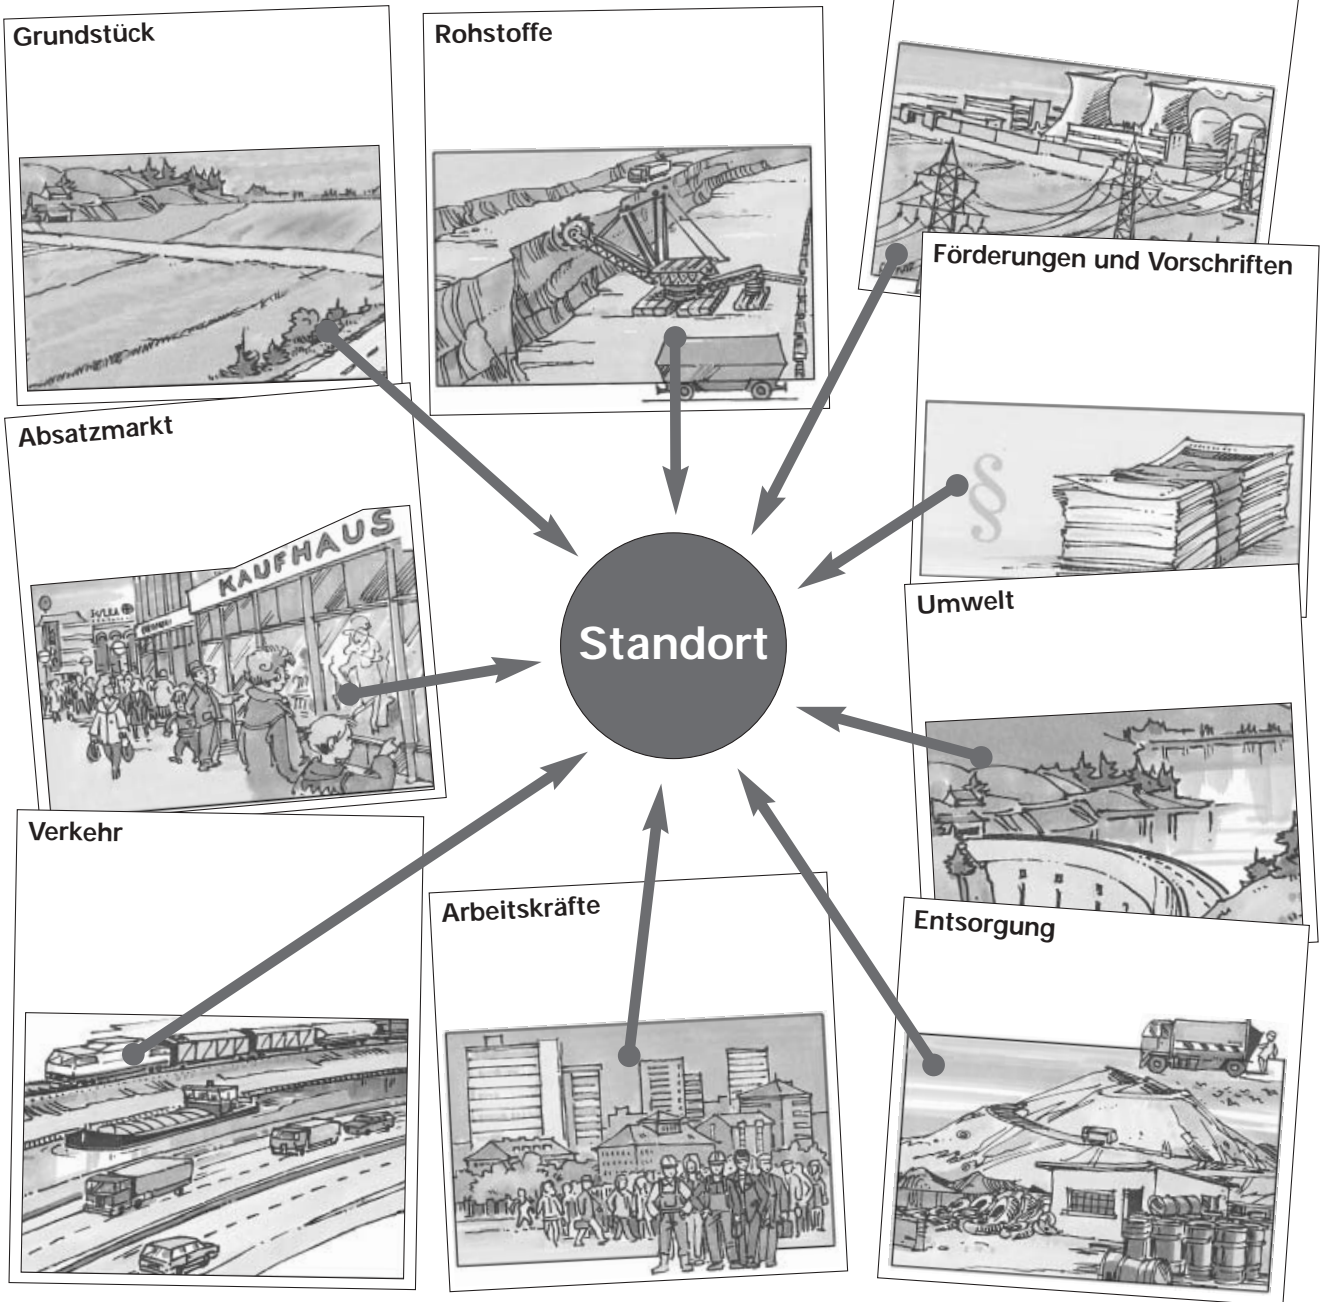 Grundstück
Rohstoffe
Förderungen und Vorschriften
§
Absatzmarkt
KAUFHAUS
Standort
Umwelt
Verkehr
Arbeitskräfte
Entsorgung